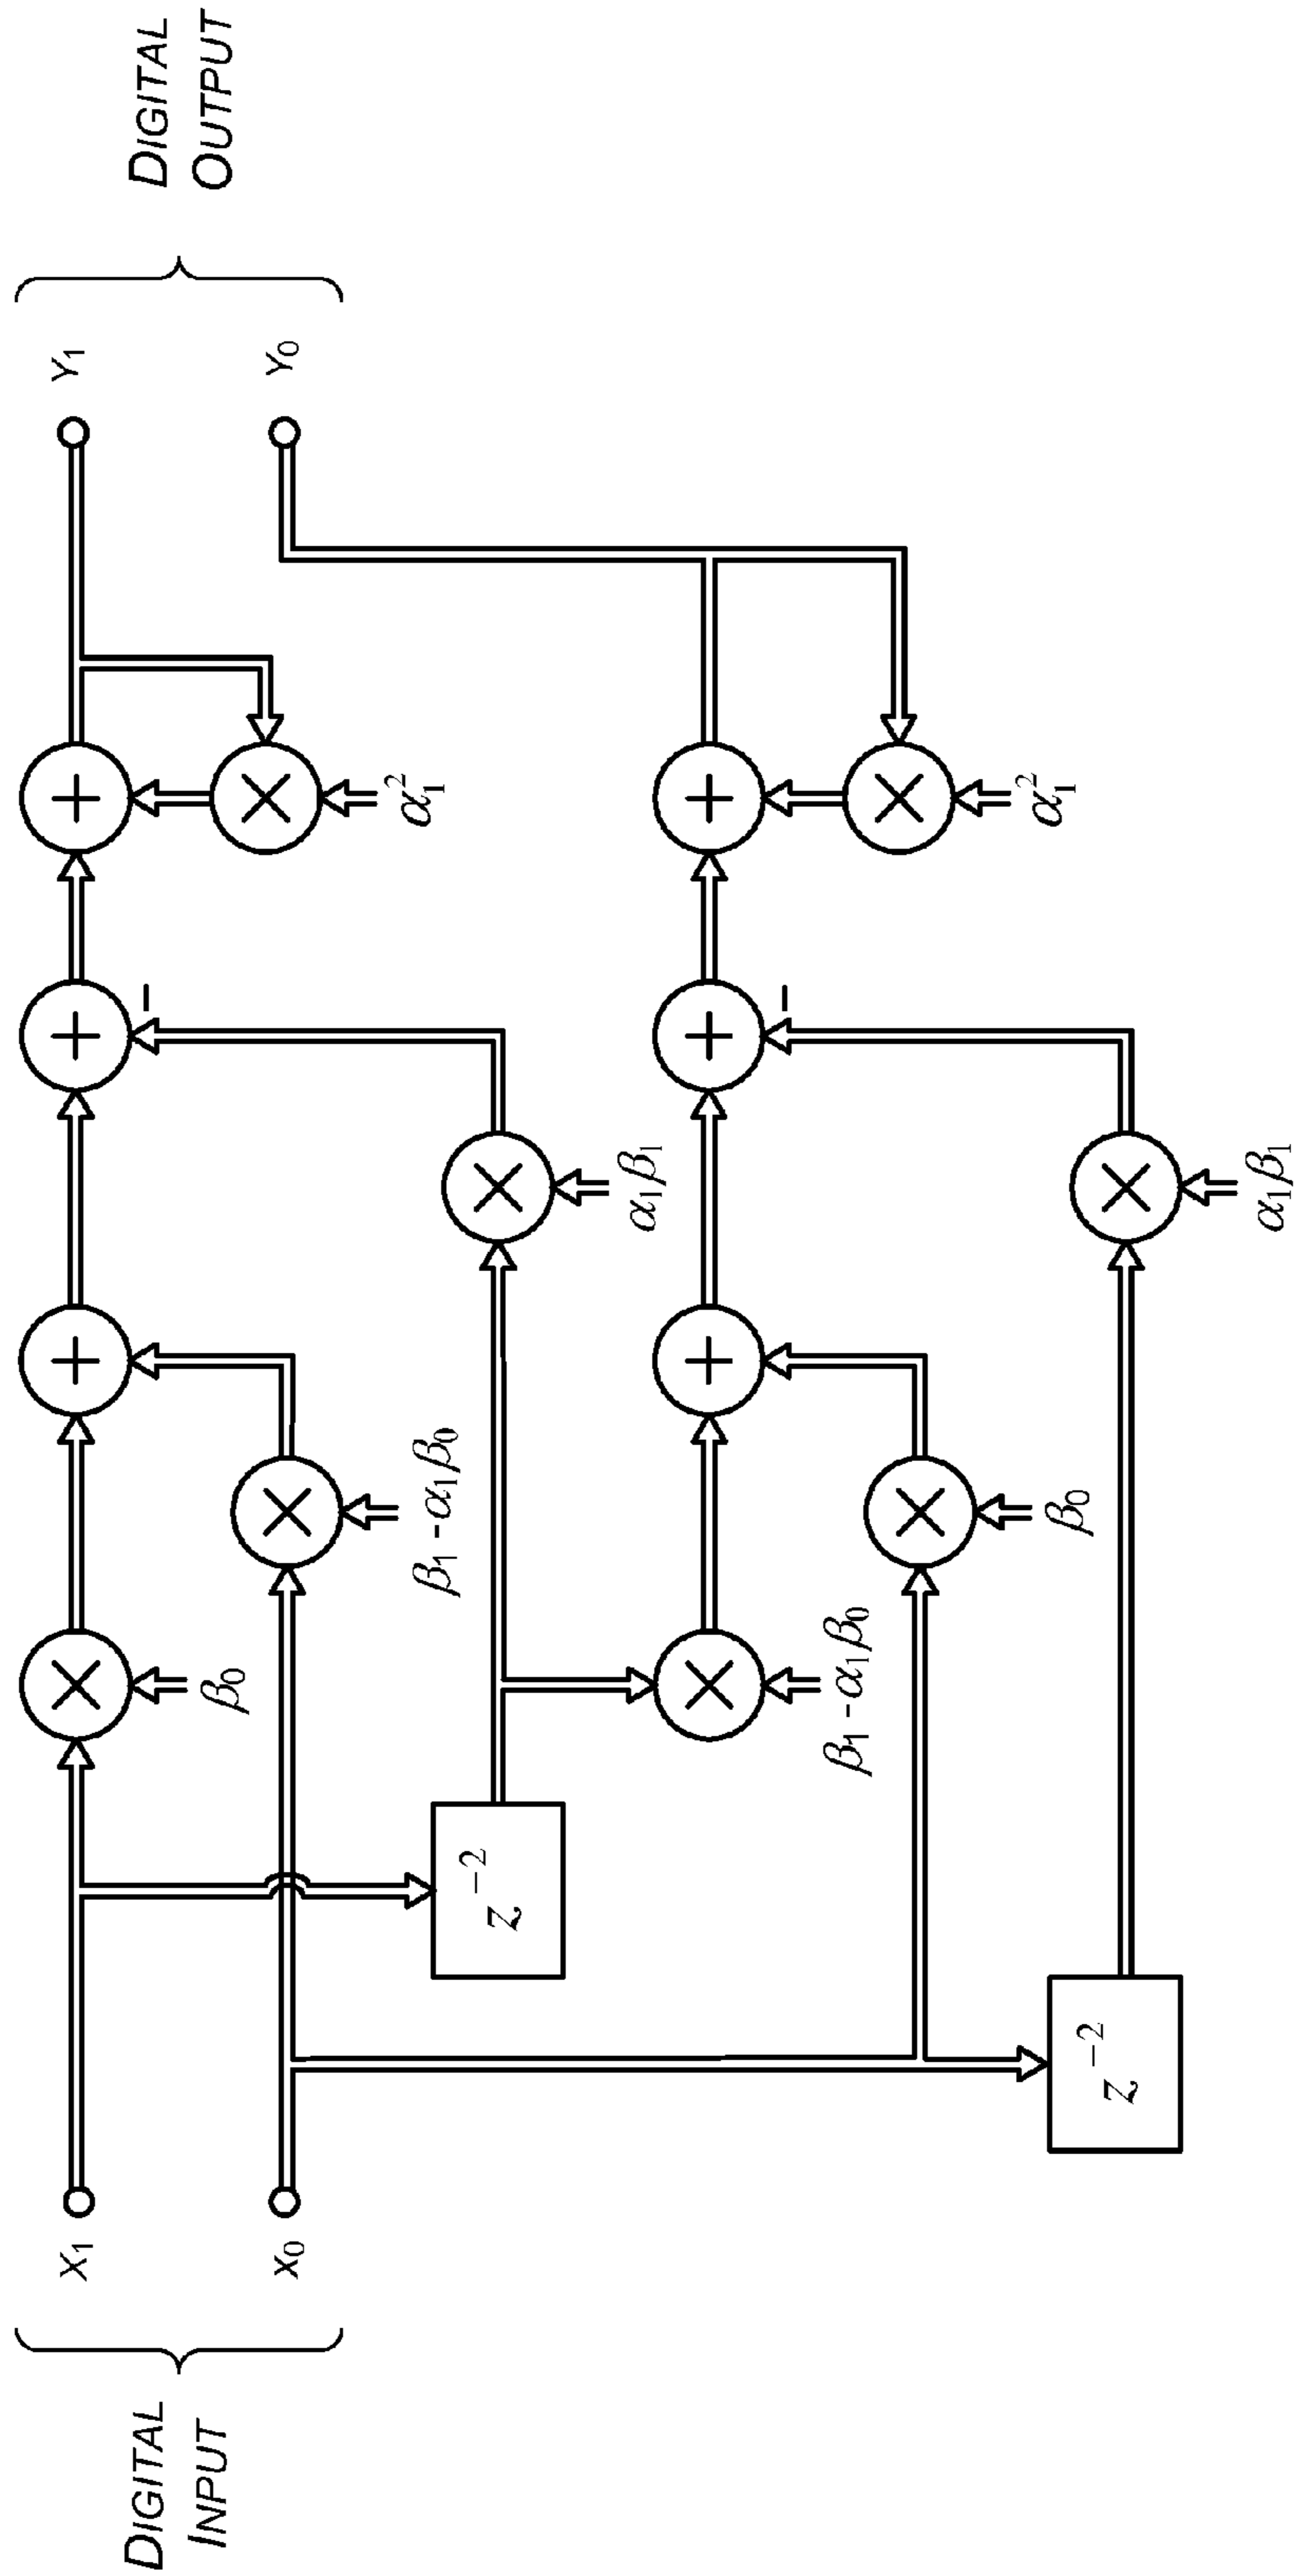 DIGITAL
INPUT
x₁
x₀
β₀
β₁ - α₁β₀
z⁻²
z⁻²
β₁ - α₁β₀
β₀
α₁β₁
α₁β₁
–
–
α₁²
α₁²
Y₁
Y₀
DIGITAL
OUTPUT